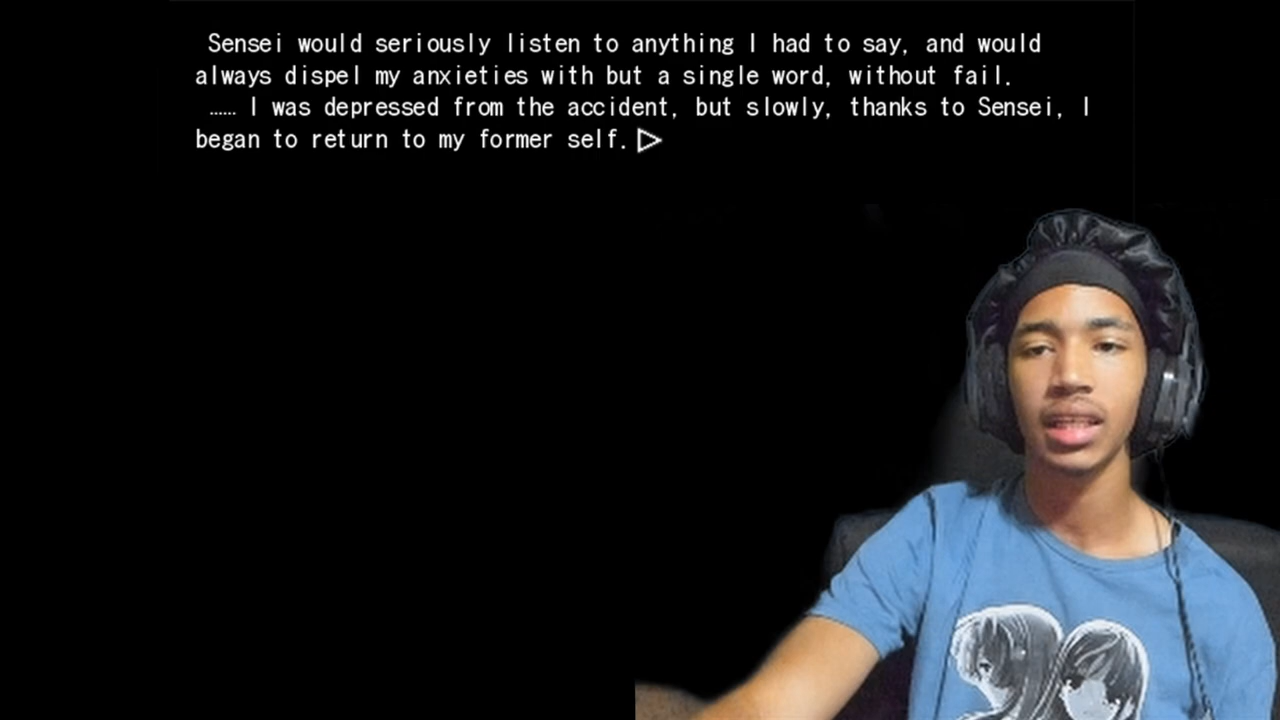 Sensei would seriously listen to anything I had to say, and would
always dispel my anxieties with but a single word, without fail.
…… I was depressed from the accident, but slowly, thanks to Sensei, I
began to return to my former self.